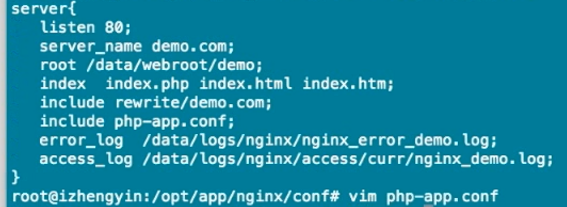 server{
listen 80;
server_name demo.com;
root /data/webroot/demo;
index  index.php index.html index.htm;
include rewrite/demo.com;
include php-app.conf;
error_log  /data/logs/nginx/nginx_error_demo.log;
access_log /data/logs/nginx/access/curr/nginx_demo.log;
}
root@izhengyin:/opt/app/nginx/conf# vim php-app.conf